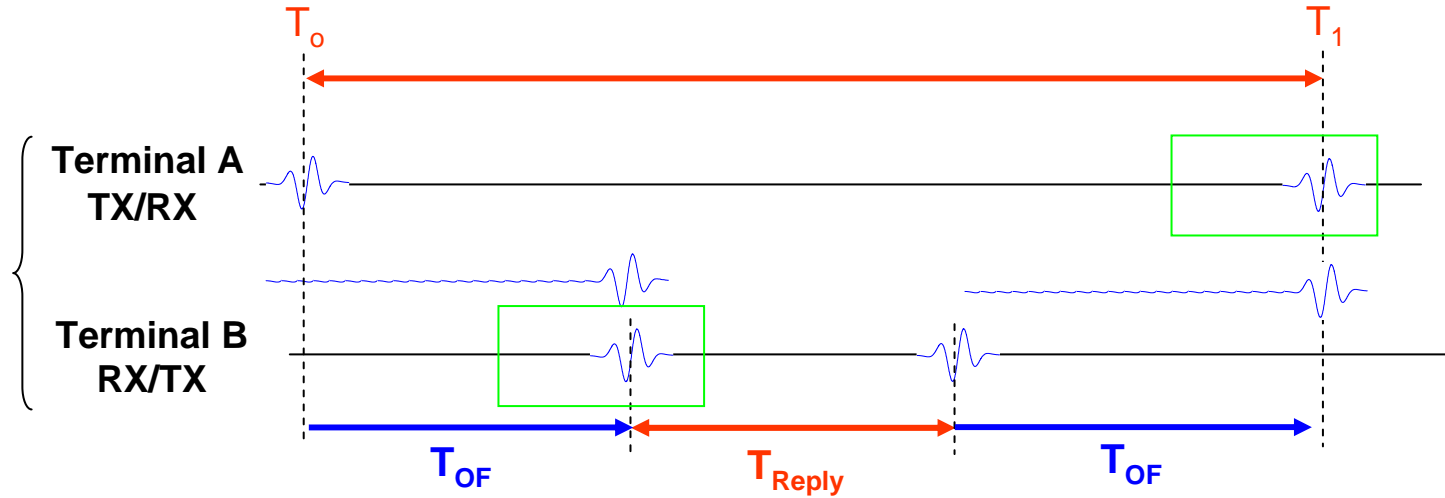 To
T1
Terminal A
TX/RX
Terminal B
RX/TX
TOF
TReply
TOF